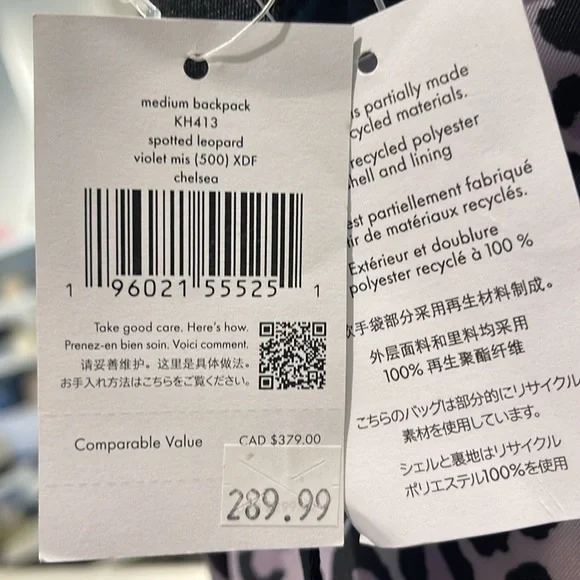 medium backpack
KH413
spotted leopard
violet mis (500) XDF
chelsea
1 96021 55525 1
Take good care. Here's how.
Prenez-en bien soin. Voici comment.
请妥善维护。这里是具体做法。
お手入れ方法はこちらをご覧ください。
Comparable Value CAD $379.00
289.99
is partially made
cycled materials.
recycled polyester
hell and lining
est partiellement fabriqué
tir de matériaux recyclés.
Extérieur et doublure
polyester recyclé à 100 %
手袋部分采用再生材料制成。
外层面料和里料均采用
100% 再生聚酯纤维
こちらのバッグは部分的にリサイクル
素材を使用しています。
シェルと裏地はリサイクル
ポリエステル100%を使用